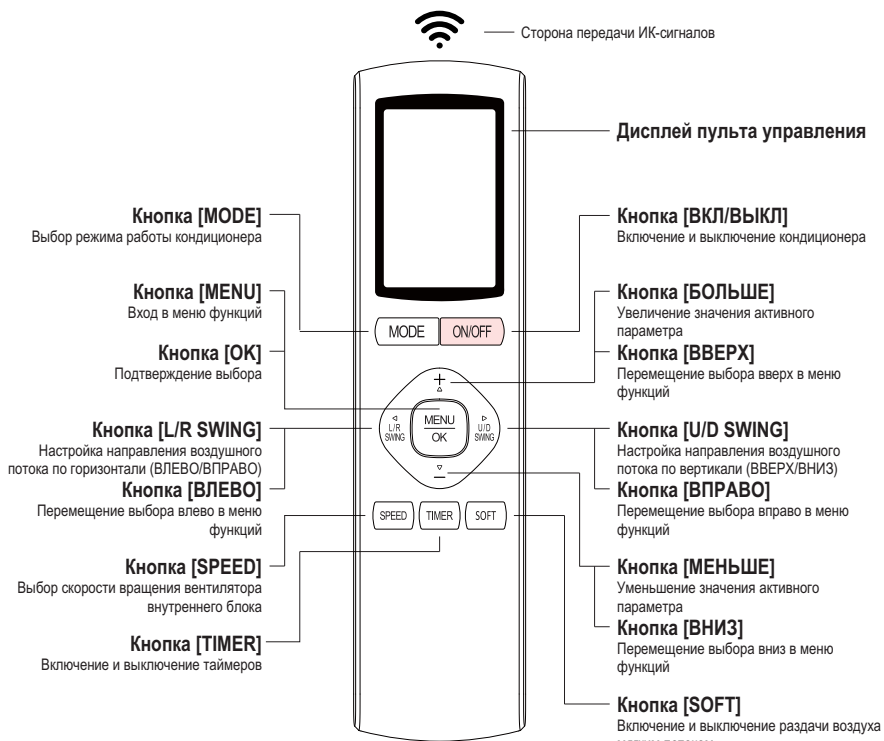 Сторона передачи ИК-сигналов
Дисплей пульта управления
Кнопка [MODE]
Выбор режима работы кондиционера
Кнопка [MENU]
Вход в меню функций
Кнопка [OK]
Подтверждение выбора
Кнопка [L/R SWING]
Настройка направления воздушного
потока по горизонтали (ВЛЕВО/ВПРАВО)
Кнопка [ВЛЕВО]
Перемещение выбора влево в меню
функций
Кнопка [SPEED]
Выбор скорости вращения вентилятора
внутреннего блока
Кнопка [TIMER]
Включение и выключение таймеров
MODE
ON/OFF
+
L/R
SWING
MENU
OK
U/D
SWING
−
SPEED
TIMER
SOFT
Кнопка [ВКЛ/ВЫКЛ]
Включение и выключение кондиционера
Кнопка [БОЛЬШЕ]
Увеличение значения активного
параметра
Кнопка [ВВЕРХ]
Перемещение выбора вверх в меню
функций
Кнопка [U/D SWING]
Настройка направления воздушного
потока по вертикали (ВВЕРХ/ВНИЗ)
Кнопка [ВПРАВО]
Перемещение выбора вправо в меню
функций
Кнопка [МЕНЬШЕ]
Уменьшение значения активного
параметра
Кнопка [ВНИЗ]
Перемещение выбора вниз в меню
функций
Кнопка [SOFT]
Включение и выключение раздачи воздуха